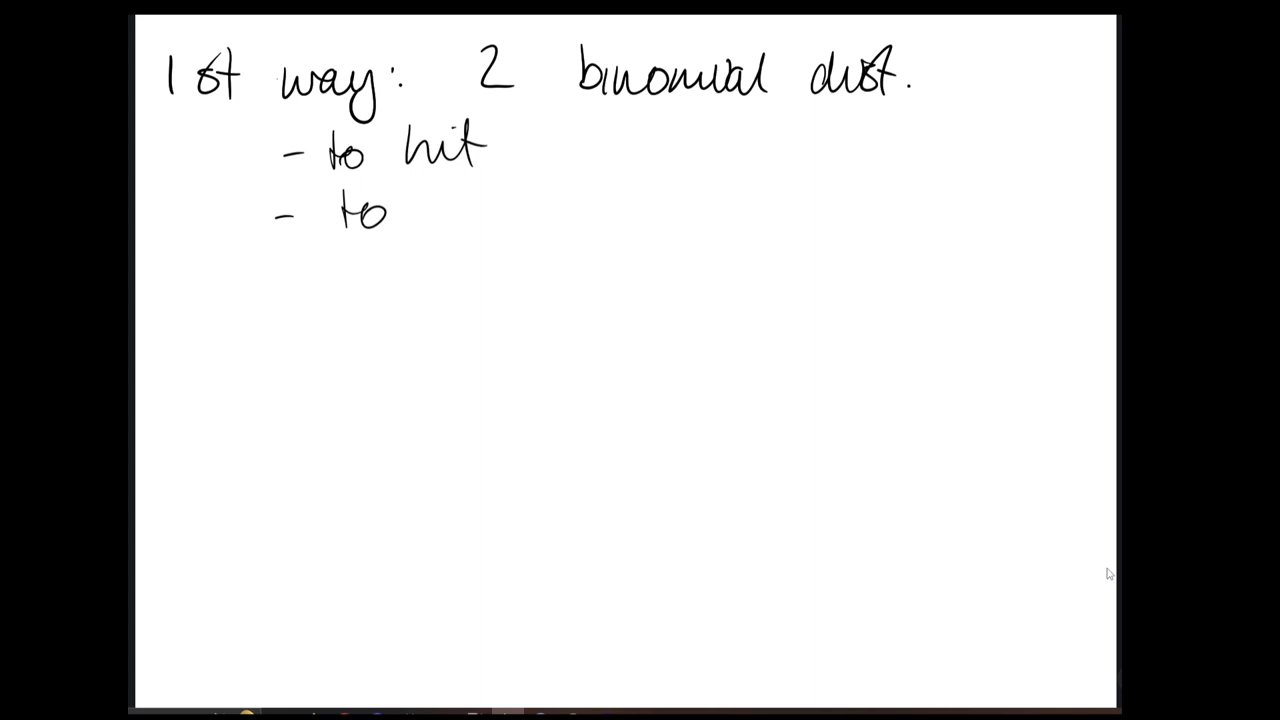 1st way: 2 binomial dist.
- to hit
- to